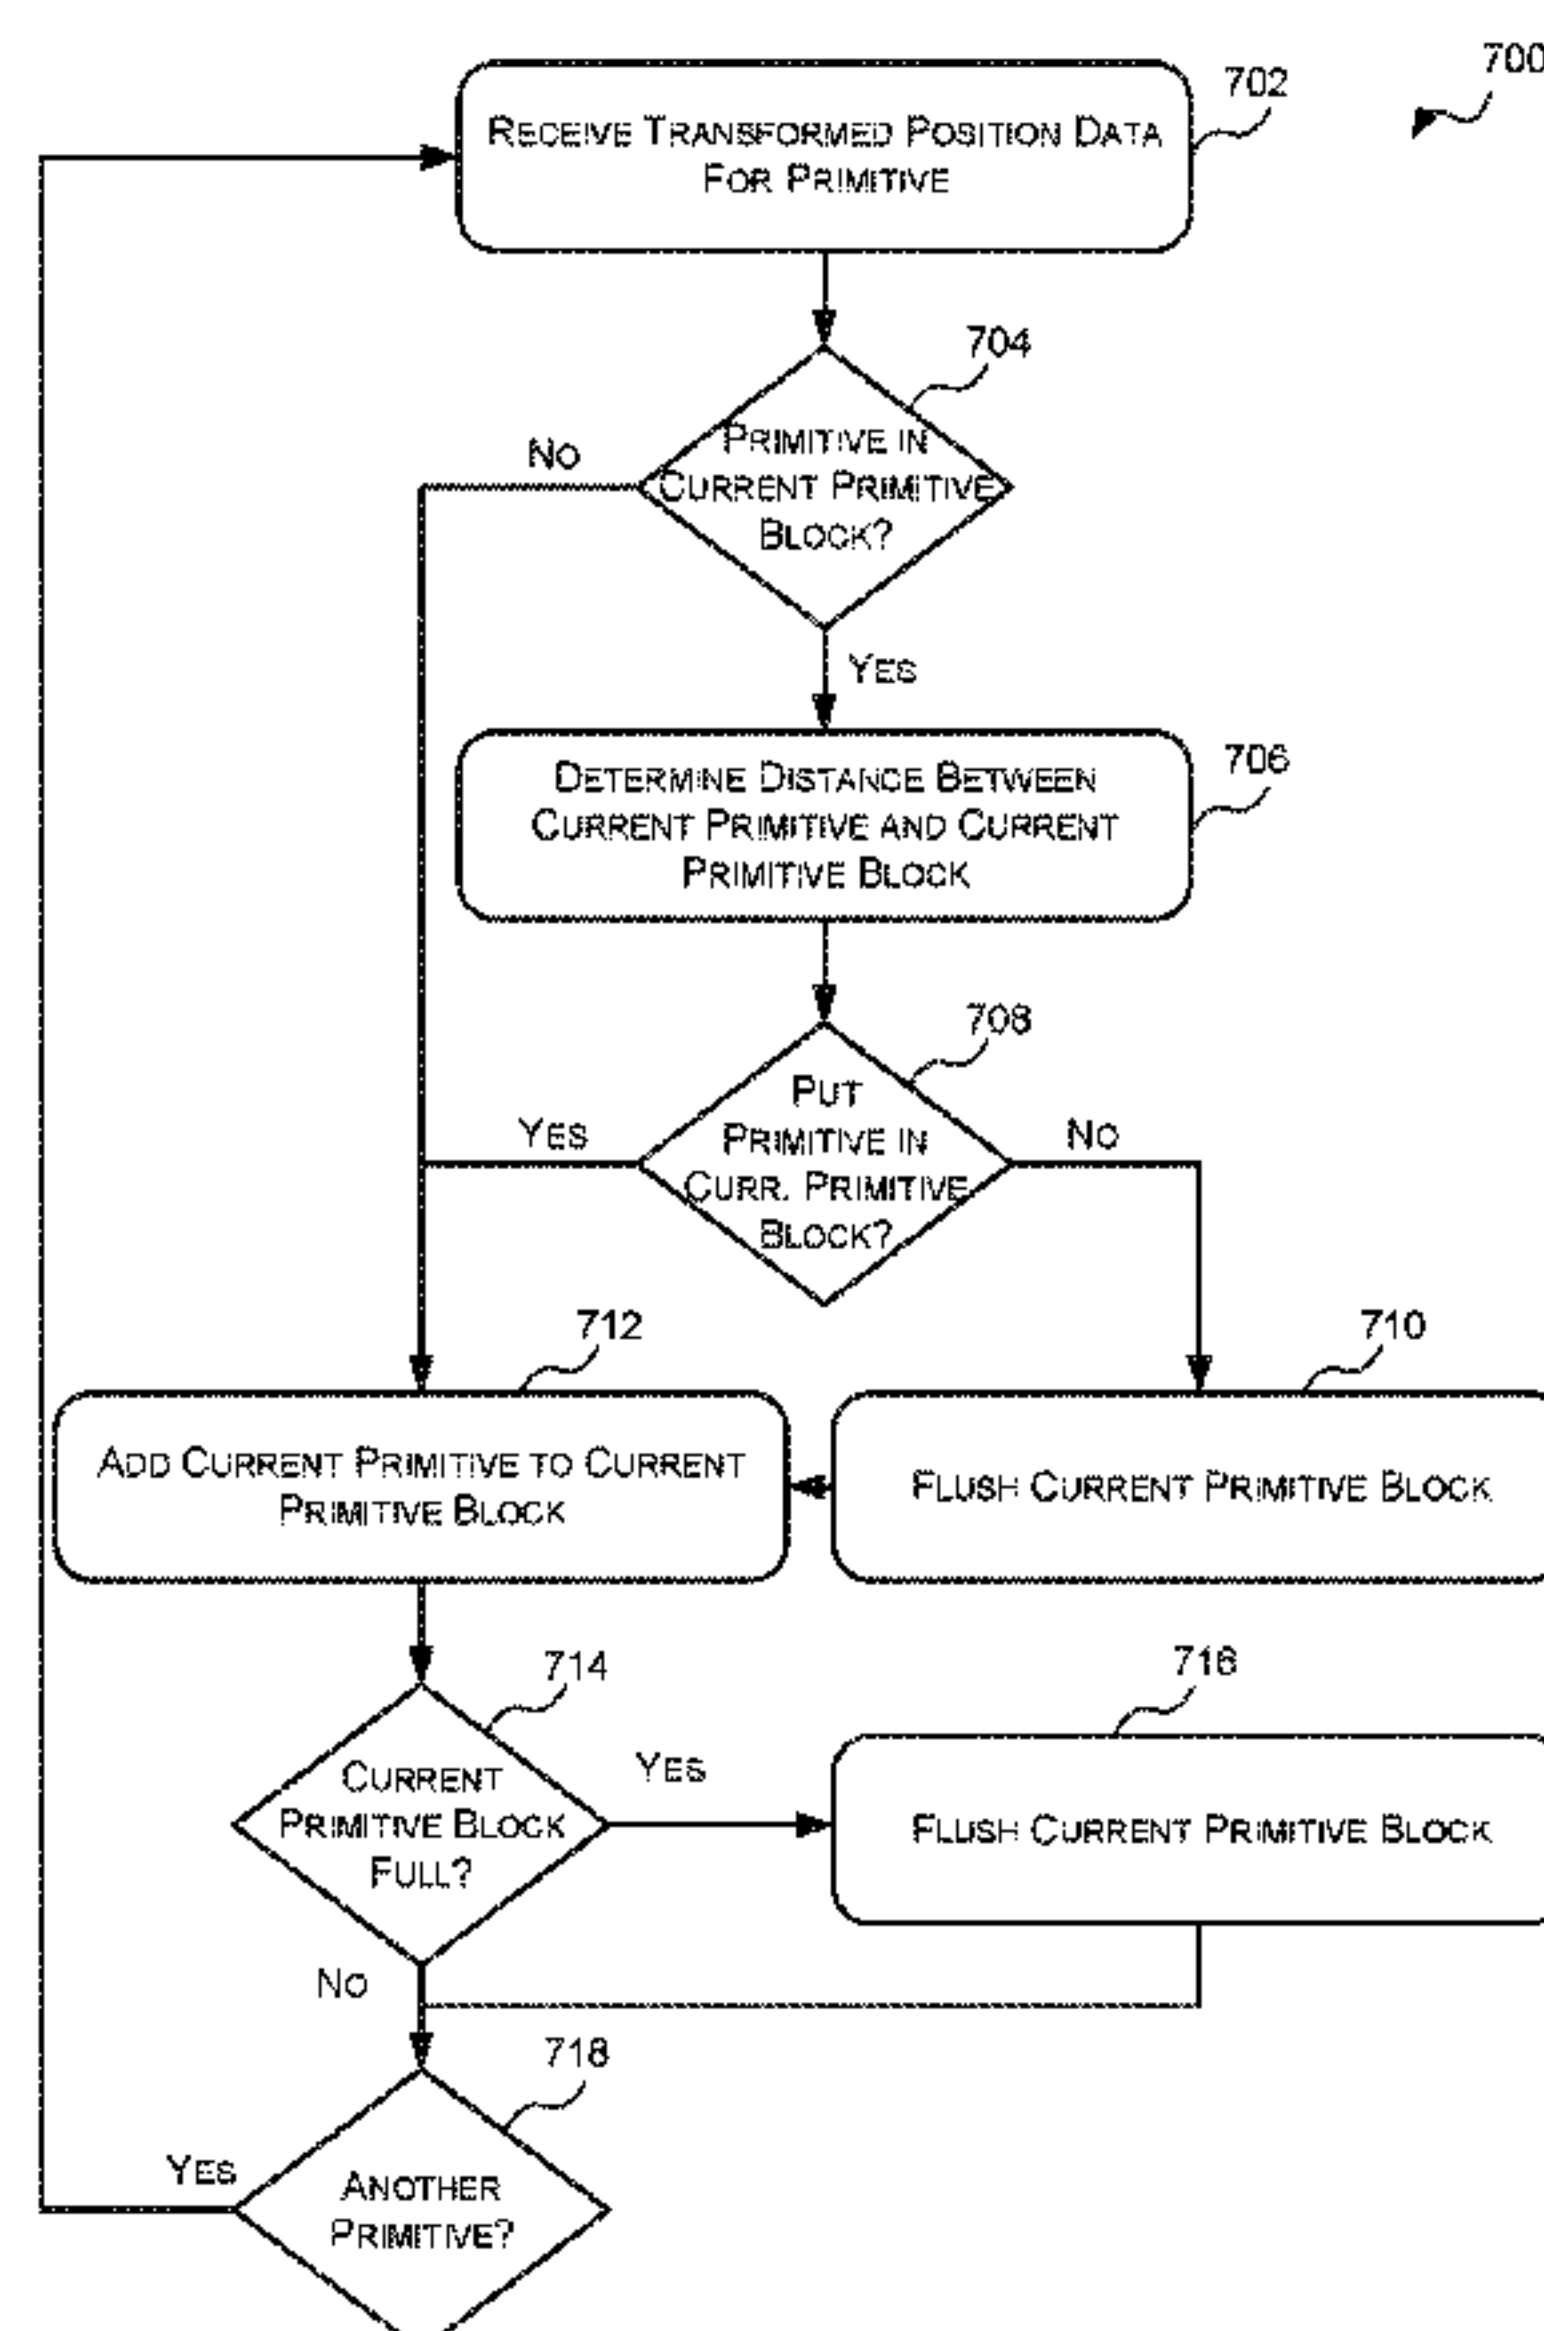 700
702
RECEIVE TRANSFORMED POSITION DATA
FOR PRIMITIVE
704
PRIMITIVE IN
CURRENT PRIMITIVE
BLOCK?
NO
YES
706
DETERMINE DISTANCE BETWEEN
CURRENT PRIMITIVE AND CURRENT
PRIMITIVE BLOCK
708
PUT
PRIMITIVE IN
CURR. PRIMITIVE
BLOCK?
YES
NO
712
710
ADD CURRENT PRIMITIVE TO CURRENT
PRIMITIVE BLOCK
FLUSH CURRENT PRIMITIVE BLOCK
714
716
CURRENT
PRIMITIVE BLOCK
FULL?
YES
FLUSH CURRENT PRIMITIVE BLOCK
NO
718
YES
ANOTHER
PRIMITIVE?